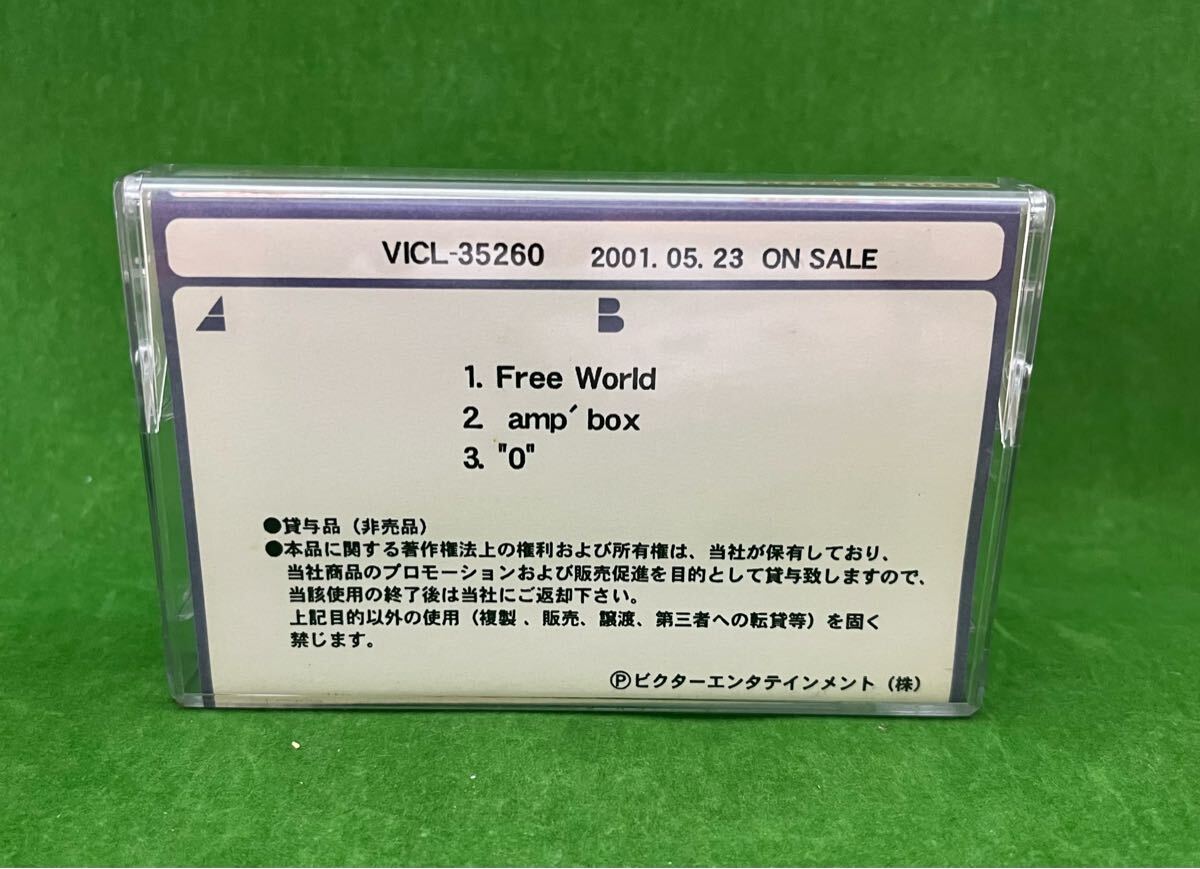 VICL-35260 2001.05.23 ON SALE
A B
1. Free World
2. amp'box
3. "0"
●貸与品（非売品）
●本品に関する著作権法上の権利および所有権は、当社が保有しており、
当社商品のプロモーションおよび販売促進を目的として貸与致しますので、
当該使用の終了後は当社にご返却下さい。
上記目的以外の使用（複製、販売、譲渡、第三者への転貸等）を固く
禁じます。
Ⓟビクターエンタテインメント（株）